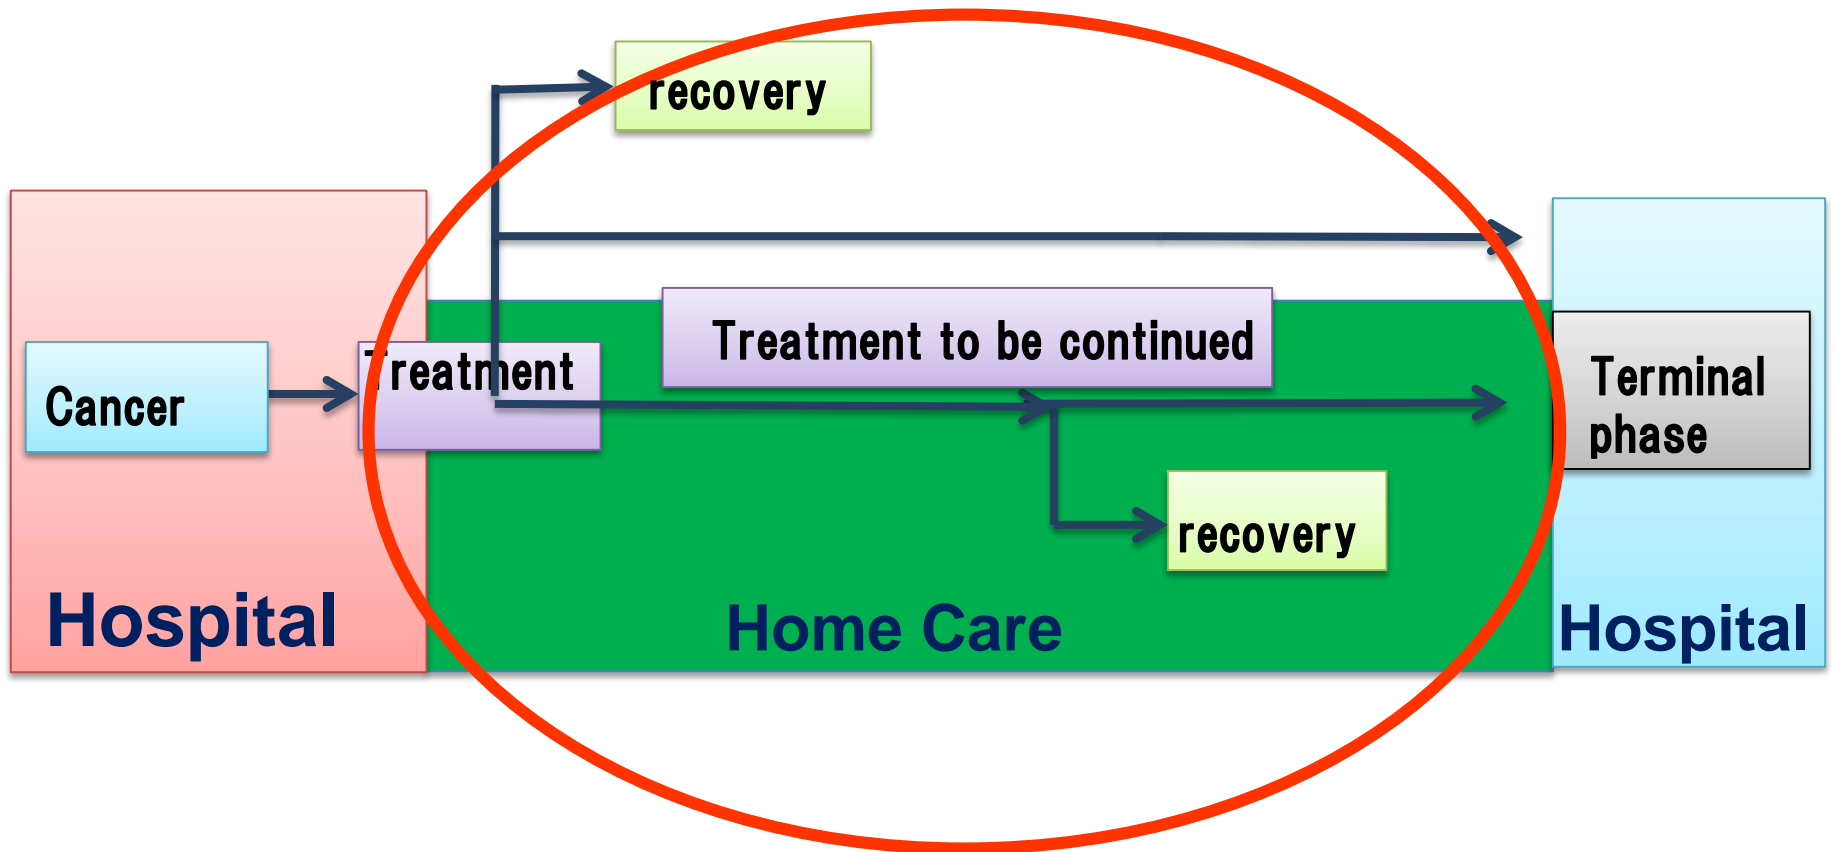 recovery
Treatment to be continued
Treatment
Cancer
Terminal
phase
recovery
Hospital
Home Care
Hospital